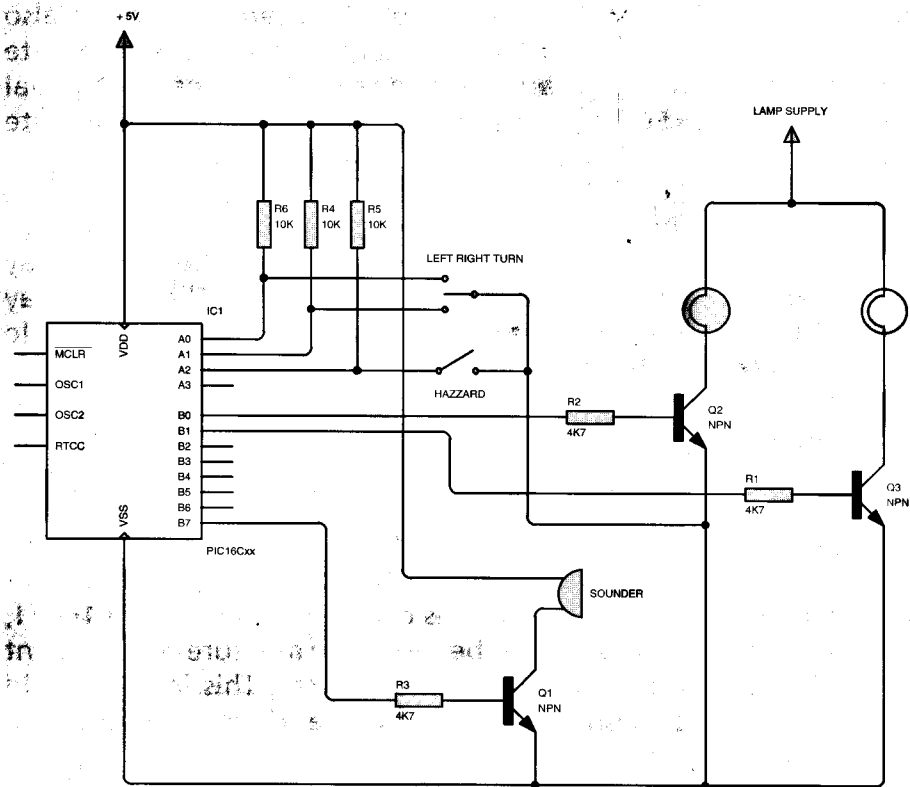 + 5V
LAMP SUPPLY
R6
10K
R4
10K
R5
10K
LEFT RIGHT TURN
IC1
VDD
MCLR
OSC1
OSC2
RTCC
VSS
A0
A1
A2
A3
B0
B1
B2
B3
B4
B5
B6
B7
PIC16Cxx
HAZZARD
R2
4K7
Q2
NPN
R1
4K7
Q3
NPN
SOUNDER
R3
4K7
Q1
NPN